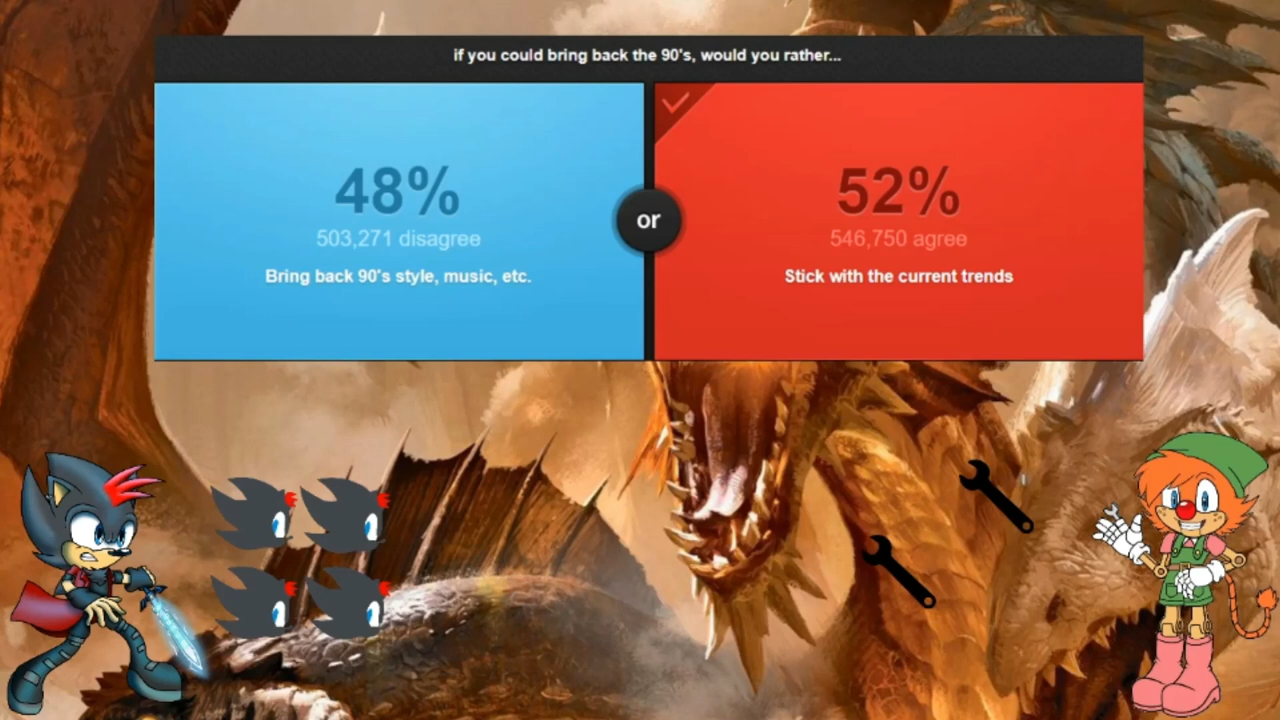 if you could bring back the 90's, would you rather...
48%
503,271 disagree
Bring back 90's style, music, etc.
or
52%
546,750 agree
Stick with the current trends